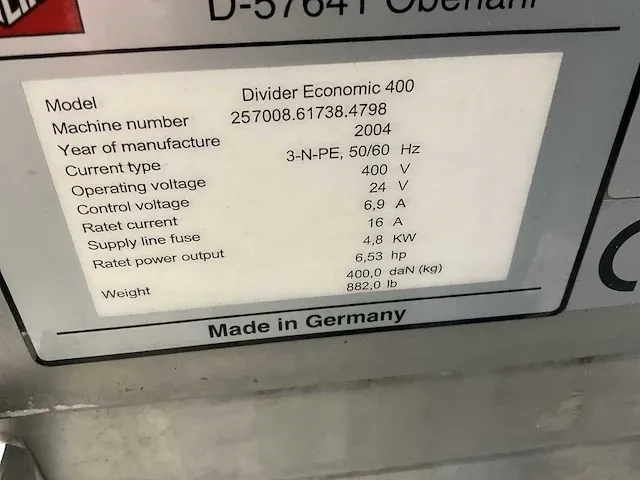 D-57641 Oberlahr
Model Divider Economic 400
Machine number 257008.61738.4798
Year of manufacture 2004
Current type 3-N-PE, 50/60 Hz
Operating voltage 400 V
Control voltage 24 V
Ratet current 6,9 A
Supply line fuse 16 A
Ratet power output 4,8 KW
6,53 hp
Weight 400,0 daN (kg)
882,0 lb
Made in Germany